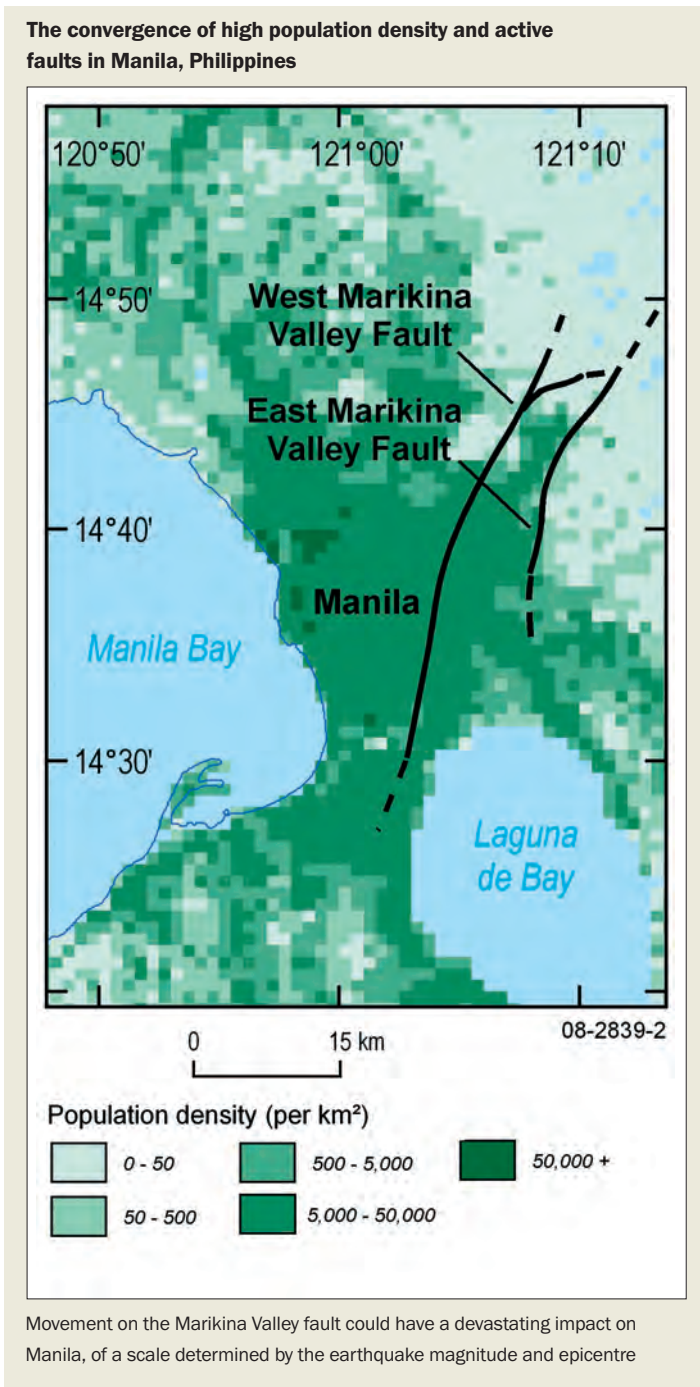 The convergence of high population density and active
faults in Manila, Philippines
120°50'
121°00'
121°10'
14°50'
West Marikina
Valley Fault
East Marikina
Valley Fault
14°40'
Manila
Manila Bay
14°30'
Laguna
de Bay
08-2839-2
0
15 km
Population density (per km²)
0 - 50
500 - 5,000
50,000 +
50 - 500
5,000 - 50,000
Movement on the Marikina Valley fault could have a devastating impact on
Manila, of a scale determined by the earthquake magnitude and epicentre